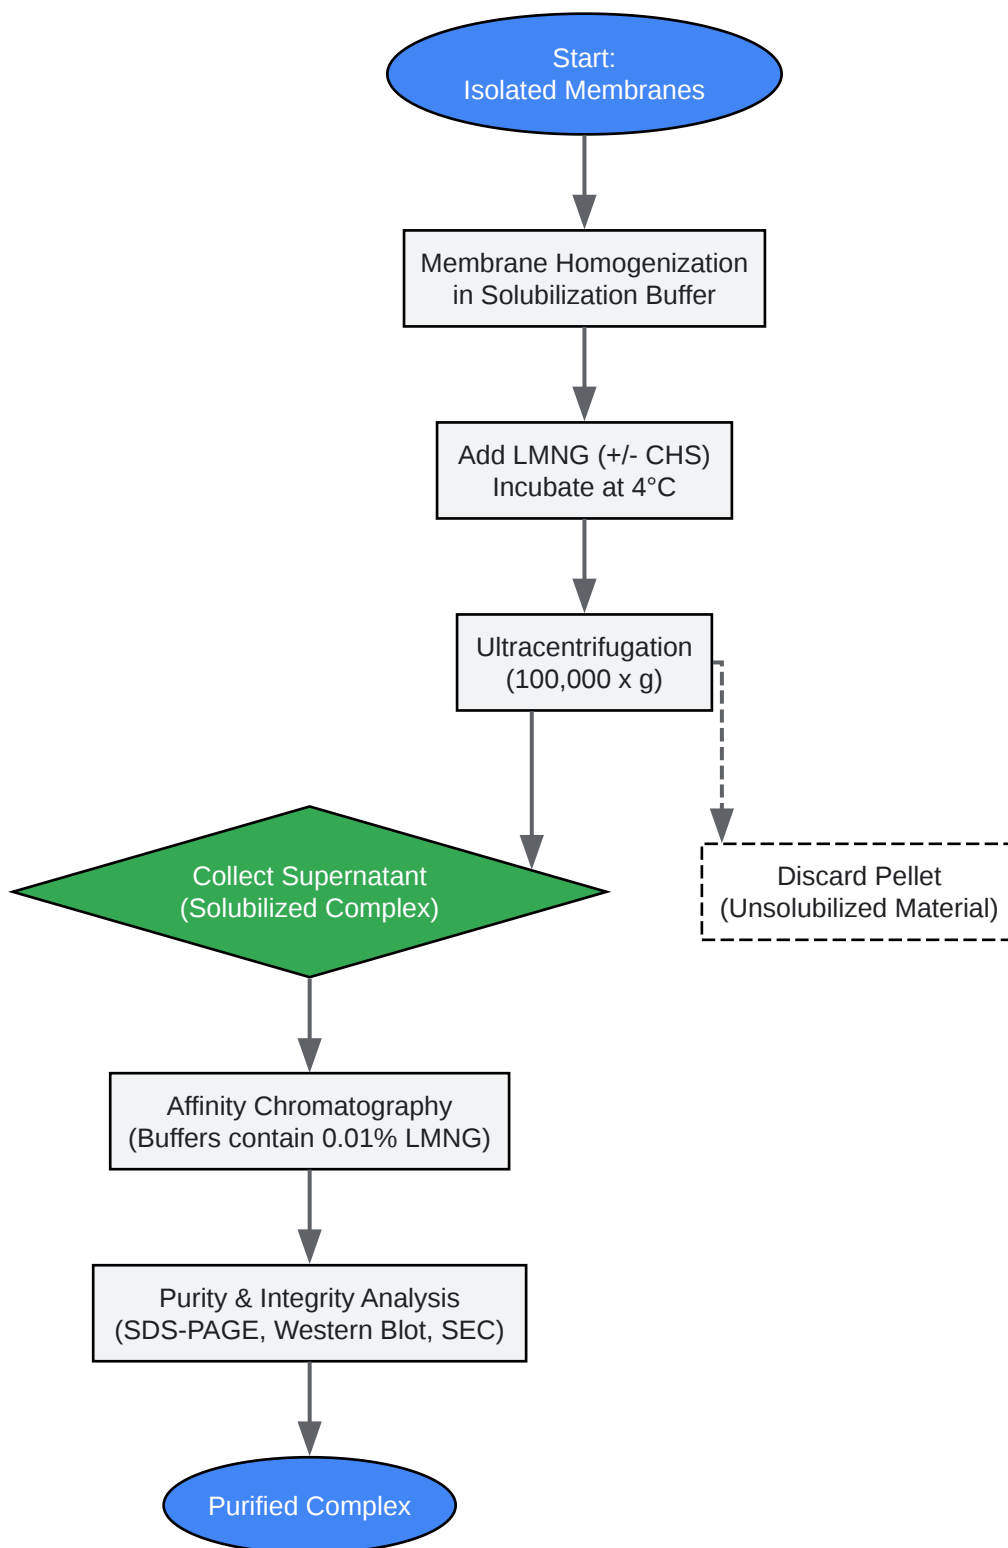 Start:
Isolated Membranes
Membrane Homogenization
in Solubilization Buffer
Add LMNG (+/- CHS)
Incubate at 4°C
Ultracentrifugation
(100,000 x g)
Collect Supernatant
(Solubilized Complex)
Discard Pellet
(Unsolubilized Material)
Affinity Chromatography
(Buffers contain 0.01% LMNG)
Purity & Integrity Analysis
(SDS-PAGE, Western Blot, SEC)
Purified Complex